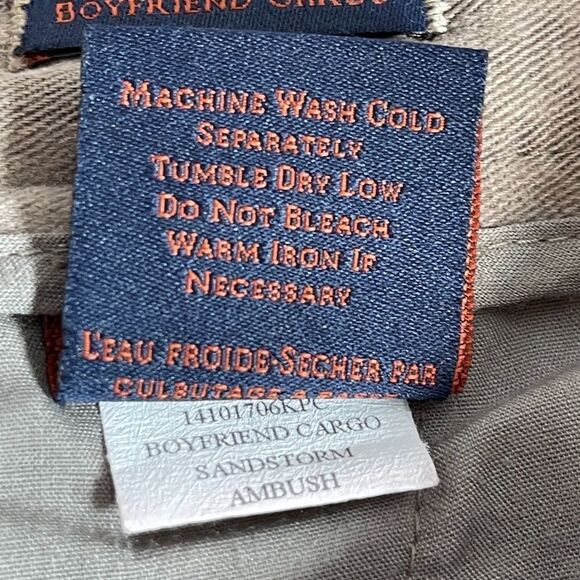 BOYFRIEND CARGO
MACHINE WASH COLD
SEPARATELY
TUMBLE DRY LOW
DO NOT BLEACH
WARM IRON IF
NECESSARY
L'EAU FROIDE-SECHER PAR
CULBUTAGE A
14101706KPC
BOYFRIEND CARGO
SANDSTORM
AMBUSH